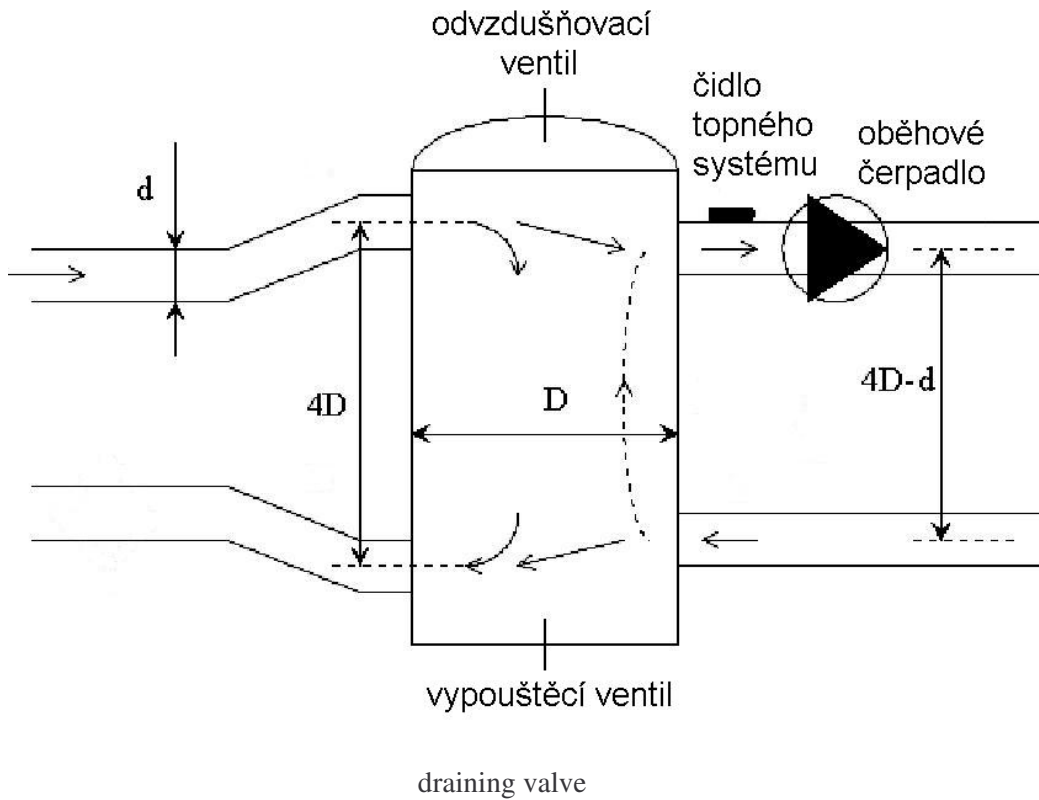 odvzdušňovací
ventil
čidlo
topného
systému
oběhové
čerpadlo
d
4D
D
4D-d
vypouštěcí ventil
draining valve